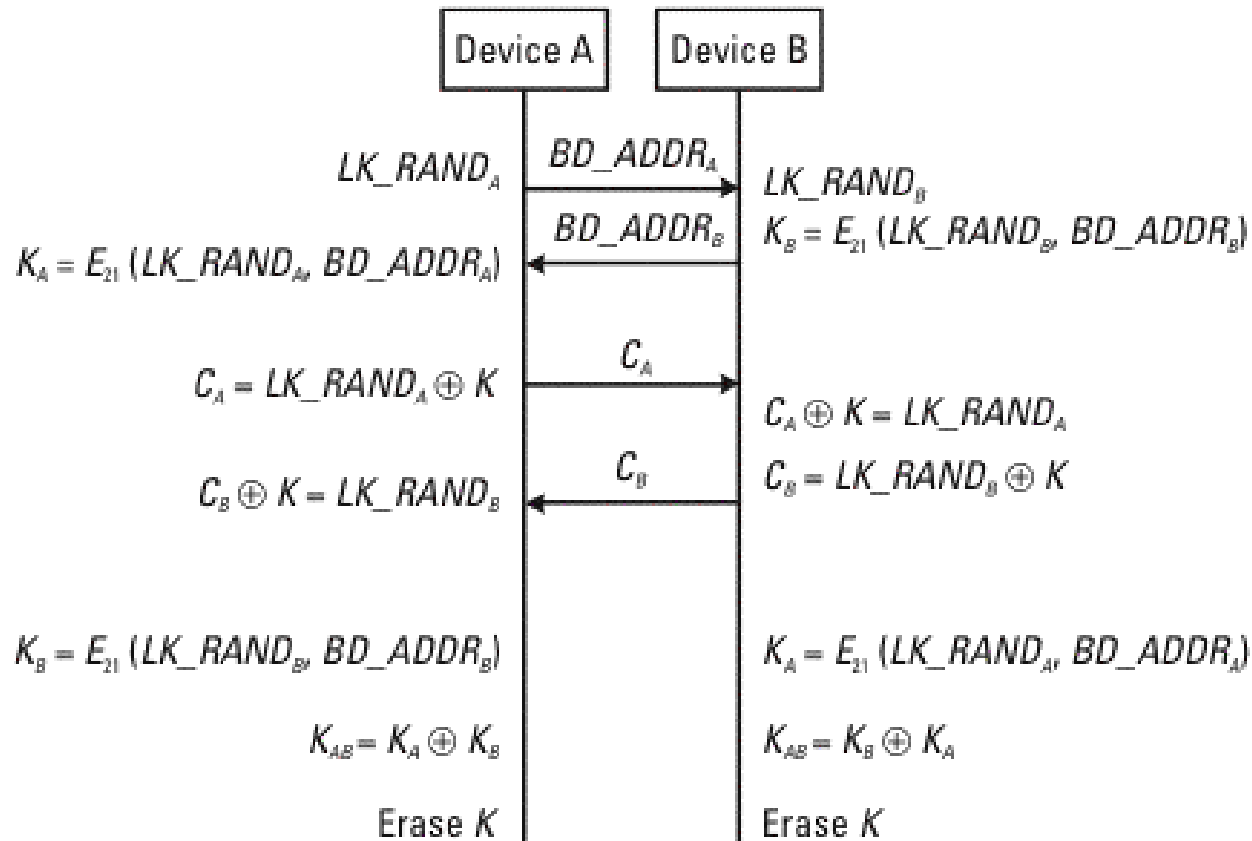 Device A Device B
LK_RAND_A BD_ADDR_A LK_RAND_B
BD_ADDR_B K_B = E_21 (LK_RAND_B, BD_ADDR_B)
K_A = E_21 (LK_RAND_A, BD_ADDR_A)
C_A
C_A = LK_RAND_A ⊕ K
C_A ⊕ K = LK_RAND_A
C_B
C_B ⊕ K = LK_RAND_B C_B = LK_RAND_B ⊕ K
K_B = E_21 (LK_RAND_B, BD_ADDR_B) K_A = E_21 (LK_RAND_A, BD_ADDR_A)
K_AB = K_A ⊕ K_B K_AB = K_B ⊕ K_A
Erase K Erase K